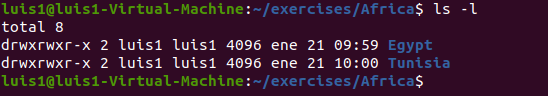 luis1@luis1-Virtual-Machine:~/exercises/Africa$ ls -l
total 8
drwxrwxr-x 2 luis1 luis1 4096 ene 21 09:59 Egypt
drwxrwxr-x 2 luis1 luis1 4096 ene 21 10:00 Tunisia
luis1@luis1-Virtual-Machine:~/exercises/Africa$